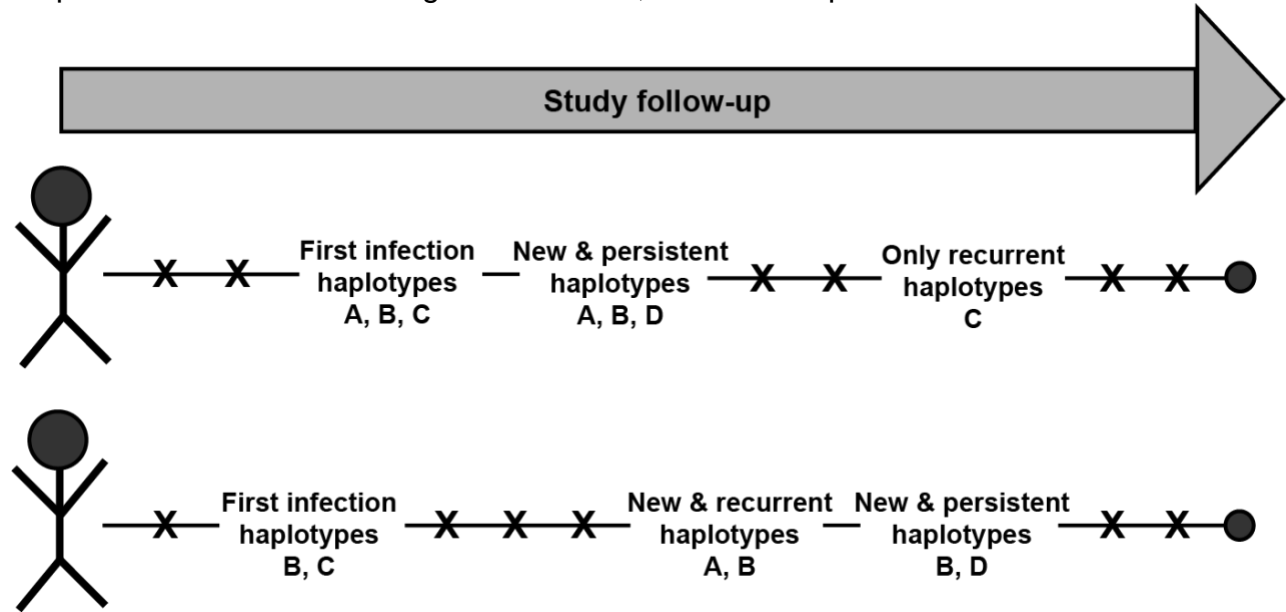 Study follow-up
First infection
haplotypes
A, B, C
New & persistent
haplotypes
A, B, D
Only recurrent
haplotypes
C
First infection
haplotypes
B, C
New & recurrent
haplotypes
A, B
New & persistent
haplotypes
B, D